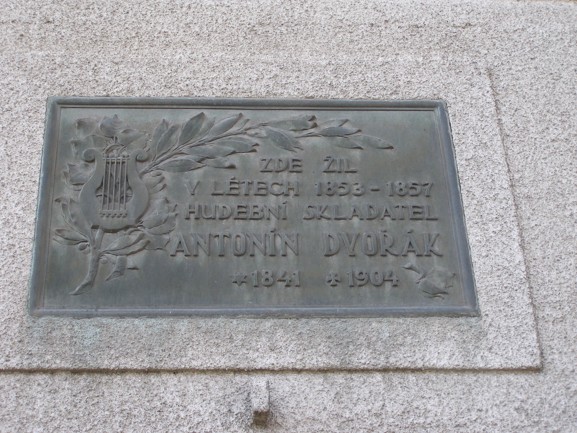 ZDE ŽIL
V LÉTECH 1853-1857
HUDEBNÍ SKLADATEL
ANTONÍN DVOŘÁK
*1841 *1904